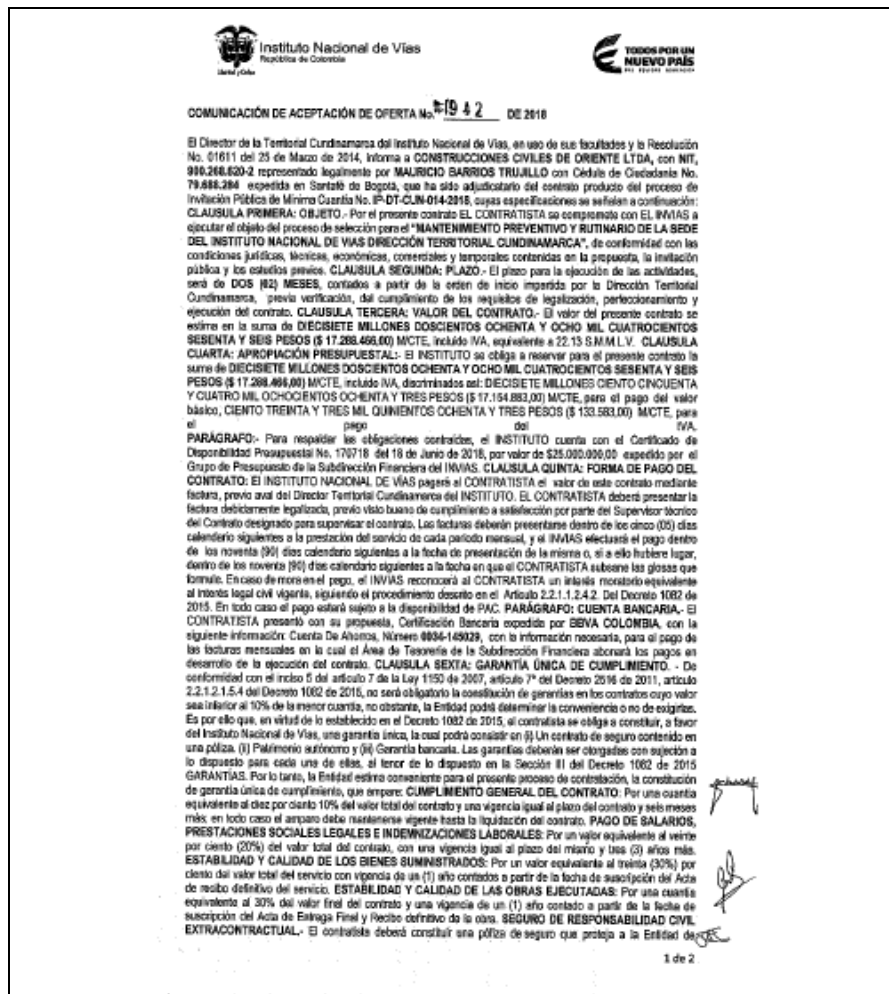 Instituto Nacional de Vías
República de Colombia
Libertad y Orden
TODOS POR UN
NUEVO PAÍS
PAZ EQUIDAD EDUCACIÓN
COMUNICACIÓN DE ACEPTACIÓN DE OFERTA No. 942 DE 2018
El Director de la Territorial Cundinamarca del Instituto Nacional de Vías, en uso de sus facultades y la Resolución
No. 01611 del 25 de Marzo de 2014, informa a CONSTRUCCIONES CIVILES DE ORIENTE LTDA, con NIT,
900.268.620-2 representado legalmente por MAURICIO BARRIOS TRUJILLO con Cédula de Ciudadanía No.
79.688.284 expedida en Santafé de Bogotá, que ha sido adjudicatario del contrato producto del proceso de
Invitación Pública de Mínima Cuantía No. IP-DT-CUN-014-2018, cuyas especificaciones se señalan a continuación:
CLAUSULA PRIMERA: OBJETO.- Por el presente contrato EL CONTRATISTA se compromete con EL INVIAS a
ejecutar el objeto del proceso de selección para el "MANTENIMIENTO PREVENTIVO Y RUTINARIO DE LA SEDE
DEL INSTITUTO NACIONAL DE VIAS DIRECCIÓN TERRITORIAL CUNDINAMARCA", de conformidad con las
condiciones jurídicas, técnicas, económicas, comerciales y temporales contenidas en la propuesta, la invitación
pública y los estudios previos. CLAUSULA SEGUNDA: PLAZO.- El plazo para la ejecución de las actividades,
será de DOS (02) MESES, contados a partir de la orden de inicio impartida por la Dirección Territorial
Cundinamarca, previa verificación, del cumplimiento de los requisitos de legalización, perfeccionamiento y
ejecución del contrato. CLAUSULA TERCERA: VALOR DEL CONTRATO.- El valor del presente contrato se
estima en la suma de DIECISIETE MILLONES DOSCIENTOS OCHENTA Y OCHO MIL CUATROCIENTOS
SESENTA Y SEIS PESOS ($ 17.288.466,00) M/CTE, incluido IVA, equivalente a 22.13 S.M.M.L.V. CLAUSULA
CUARTA: APROPIACIÓN PRESUPUESTAL:- El INSTITUTO se obliga a reservar para el presente contrato la
suma de DIECISIETE MILLONES DOSCIENTOS OCHENTA Y OCHO MIL CUATROCIENTOS SESENTA Y SEIS
PESOS ($ 17.288.466,00) M/CTE, incluido IVA, discriminados así: DIECISIETE MILLONES CIENTO CINCUENTA
Y CUATRO MIL OCHOCIENTOS OCHENTA Y TRES PESOS ($ 17.154.883,00) M/CTE, para el pago del valor
básico, CIENTO TREINTA Y TRES MIL QUINIENTOS OCHENTA Y TRES PESOS ($ 133.583,00) M/CTE, para
el pago del IVA.
PARÁGRAFO:- Para respaldar las obligaciones contraídas, el INSTITUTO cuenta con el Certificado de
Disponibilidad Presupuestal No. 170718 del 18 de Junio de 2018, por valor de $25.000.000,00 expedido por el
Grupo de Presupuesto de la Subdirección Financiera del INVIAS. CLAUSULA QUINTA: FORMA DE PAGO DEL
CONTRATO: El INSTITUTO NACIONAL DE VÍAS pagará al CONTRATISTA el valor de este contrato mediante
factura, previo aval del Director Territorial Cundinamarca del INSTITUTO. EL CONTRATISTA deberá presentar la
factura debidamente legalizada, previo visto bueno de cumplimiento a satisfacción por parte del Supervisor técnico
del Contrato designado para supervisar el contrato. Las facturas deberán presentarse dentro de los cinco (05) días
calendario siguientes a la prestación del servicio de cada periodo mensual, y el INVIAS efectuará el pago dentro
de los noventa (90) días calendario siguientes a la fecha de presentación de la misma o, si a ello hubiere lugar,
dentro de los noventa (90) días calendario siguientes a la fecha en que el CONTRATISTA subsane las glosas que
formule. En caso de mora en el pago, el INVIAS reconocerá al CONTRATISTA un interés moratorio equivalente
al interés legal civil vigente, siguiendo el procedimiento descrito en el Artículo 2.2.1.1.2.4.2. Del Decreto 1082 de
2015. En todo caso el pago estará sujeto a la disponibilidad de PAC. PARÁGRAFO: CUENTA BANCARIA.- El
CONTRATISTA presentó con su propuesta, Certificación Bancaria expedida por BBVA COLOMBIA, con la
siguiente información: Cuenta De Ahorros, Número 0034-145029, con la información necesaria, para el pago de
las facturas mensuales en la cual el Área de Tesorería de la Subdirección Financiera abonará los pagos en
desarrollo de la ejecución del contrato. CLAUSULA SEXTA: GARANTÍA ÚNICA DE CUMPLIMIENTO. - De
conformidad con el inciso 5 del artículo 7 de la Ley 1150 de 2007, artículo 7° del Decreto 2516 de 2011, artículo
2.2.1.2.1.5.4 del Decreto 1082 de 2015, no será obligatorio la constitución de garantías en los contratos cuyo valor
sea inferior al 10% de la menor cuantía, no obstante, la Entidad podrá determinar la conveniencia o no de exigirlas.
Es por ello que, en virtud de lo establecido en el Decreto 1082 de 2015, el contratista se obliga a constituir, a favor
del Instituto Nacional de Vías, una garantía única, la cual podrá consistir en (i) Un contrato de seguro contenido en
una póliza. (ii) Patrimonio autónomo y (iii) Garantía bancaria. Las garantías deberán ser otorgadas con sujeción a
lo dispuesto para cada una de ellas, al tenor de lo dispuesto en la Sección III del Decreto 1082 de 2015
GARANTÍAS. Por lo tanto, la Entidad estima conveniente para el presente proceso de contratación, la constitución
de garantía única de cumplimiento, que ampare: CUMPLIMIENTO GENERAL DEL CONTRATO: Por una cuantía
equivalente al diez por ciento 10% del valor total del contrato y una vigencia igual al plazo del contrato y seis meses
más; en todo caso el amparo debe mantenerse vigente hasta la liquidación del contrato. PAGO DE SALARIOS,
PRESTACIONES SOCIALES LEGALES E INDEMNIZACIONES LABORALES: Por un valor equivalente al veinte
por ciento (20%) del valor total del contrato, con una vigencia igual al plazo del mismo y tres (3) años más.
ESTABILIDAD Y CALIDAD DE LOS BIENES SUMINISTRADOS: Por un valor equivalente al treinta (30%) por
ciento del valor total del servicio con vigencia de un (1) año contados a partir de la fecha de suscripción del Acta
de recibo definitivo del servicio. ESTABILIDAD Y CALIDAD DE LAS OBRAS EJECUTADAS: Por una cuantía
equivalente al 30% del valor final del contrato y una vigencia de un (1) año contado a partir de la fecha de
suscripción del Acta de Entrega Final y Recibo definitivo de la obra. SEGURO DE RESPONSABILIDAD CIVIL
EXTRACONTRACTUAL.- El contratista deberá constituir una póliza de seguro que proteja a la Entidad de
1 de 2